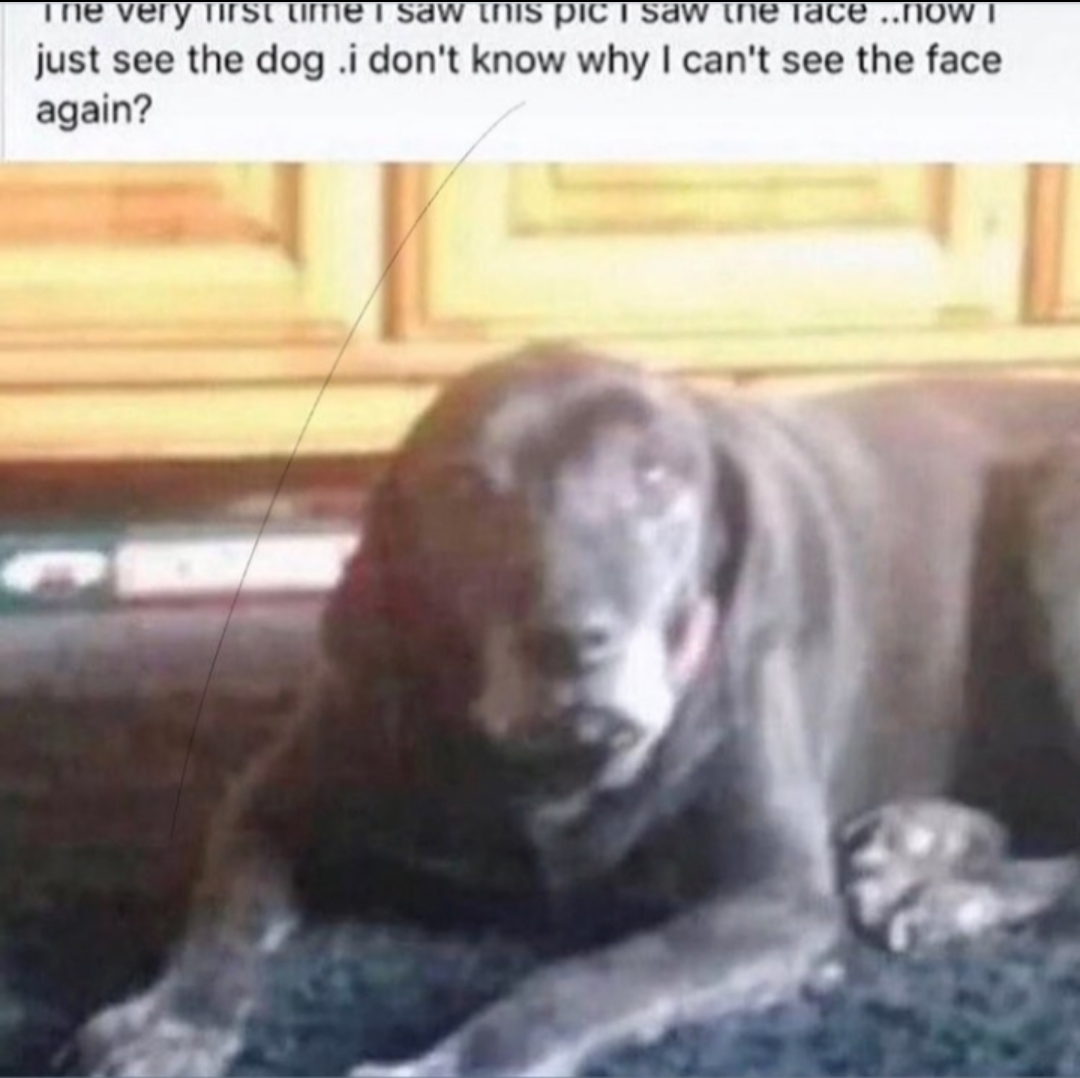 The very first time I saw this pic I saw the face ..now I
just see the dog .i don't know why I can't see the face
again?